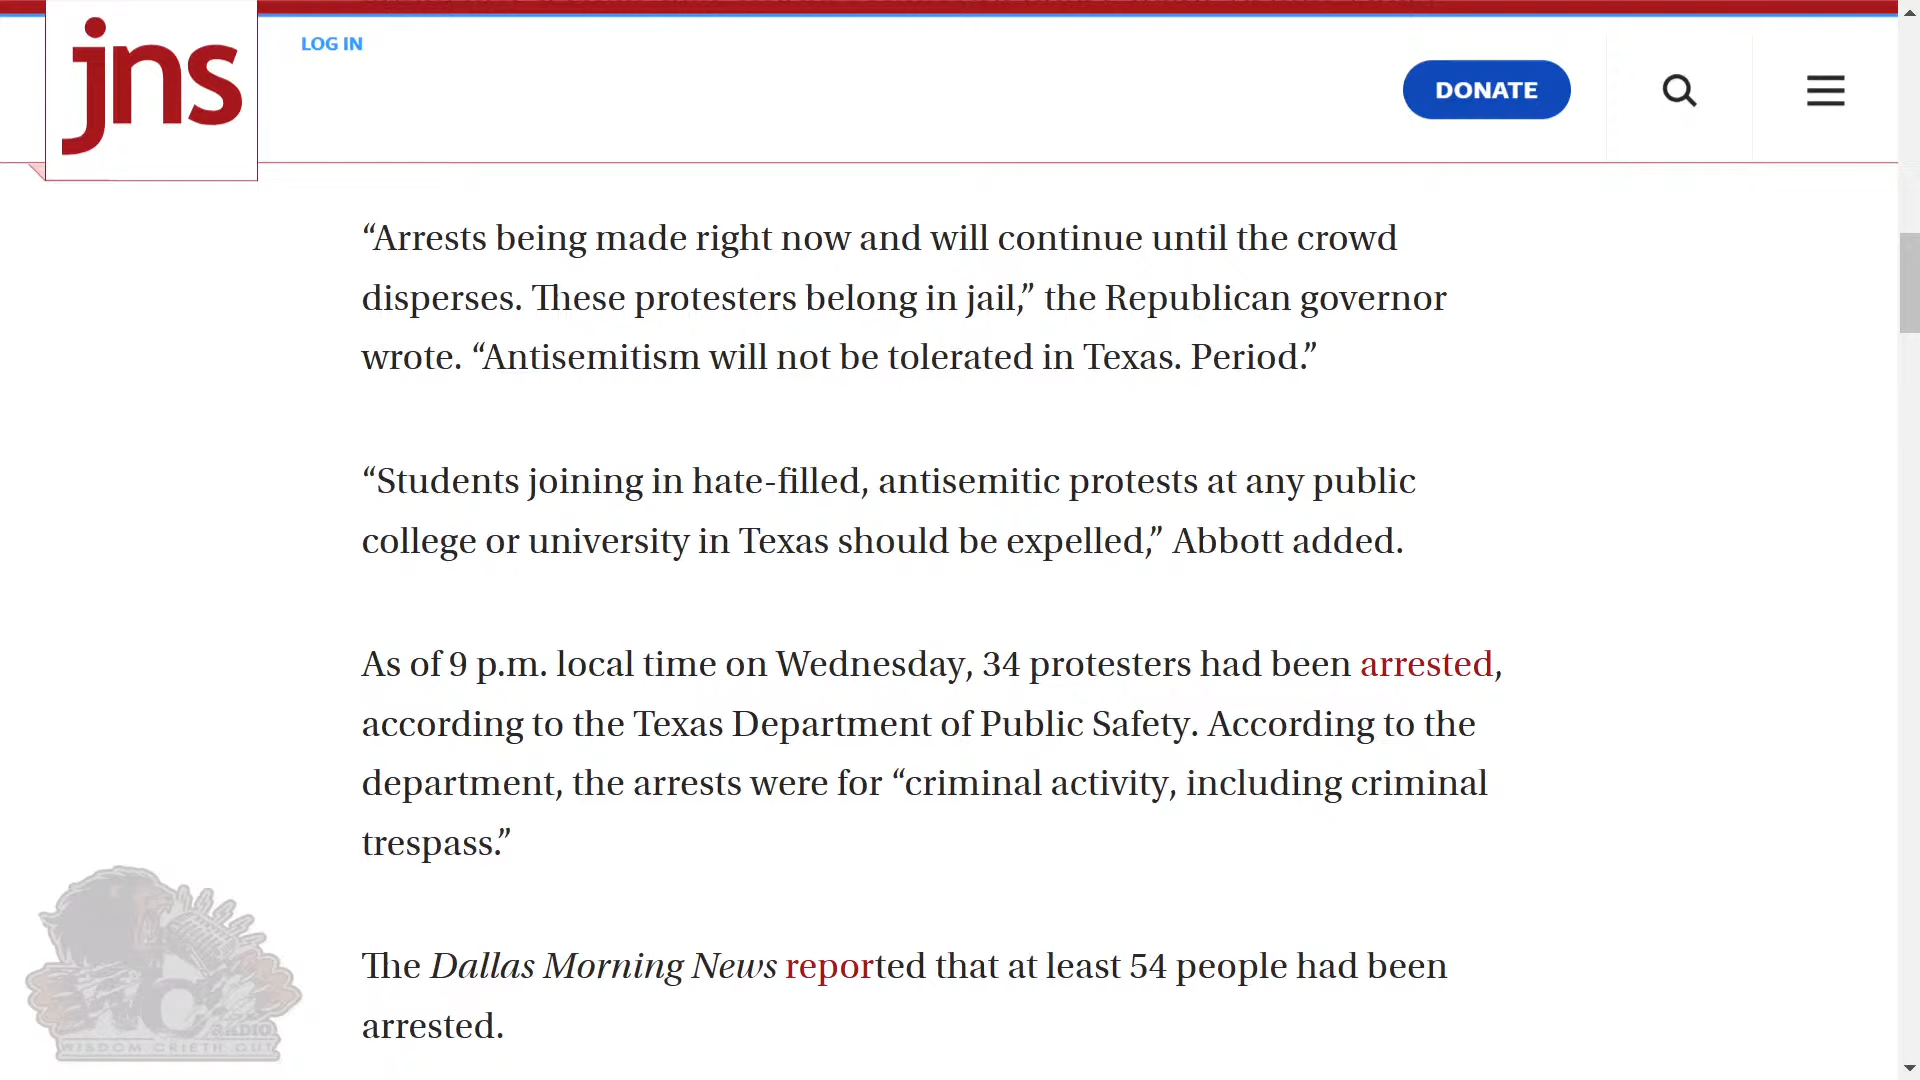 jns
LOG IN
DONATE
“Arrests being made right now and will continue until the crowd
disperses. These protesters belong in jail,” the Republican governor
wrote. “Antisemitism will not be tolerated in Texas. Period.”
“Students joining in hate-filled, antisemitic protests at any public
college or university in Texas should be expelled,” Abbott added.
As of 9 p.m. local time on Wednesday, 34 protesters had been arrested,
according to the Texas Department of Public Safety. According to the
department, the arrests were for “criminal activity, including criminal
trespass.”
The Dallas Morning News reported that at least 54 people had been
arrested.
C
RADIO
WISDOM CRIETH OUT